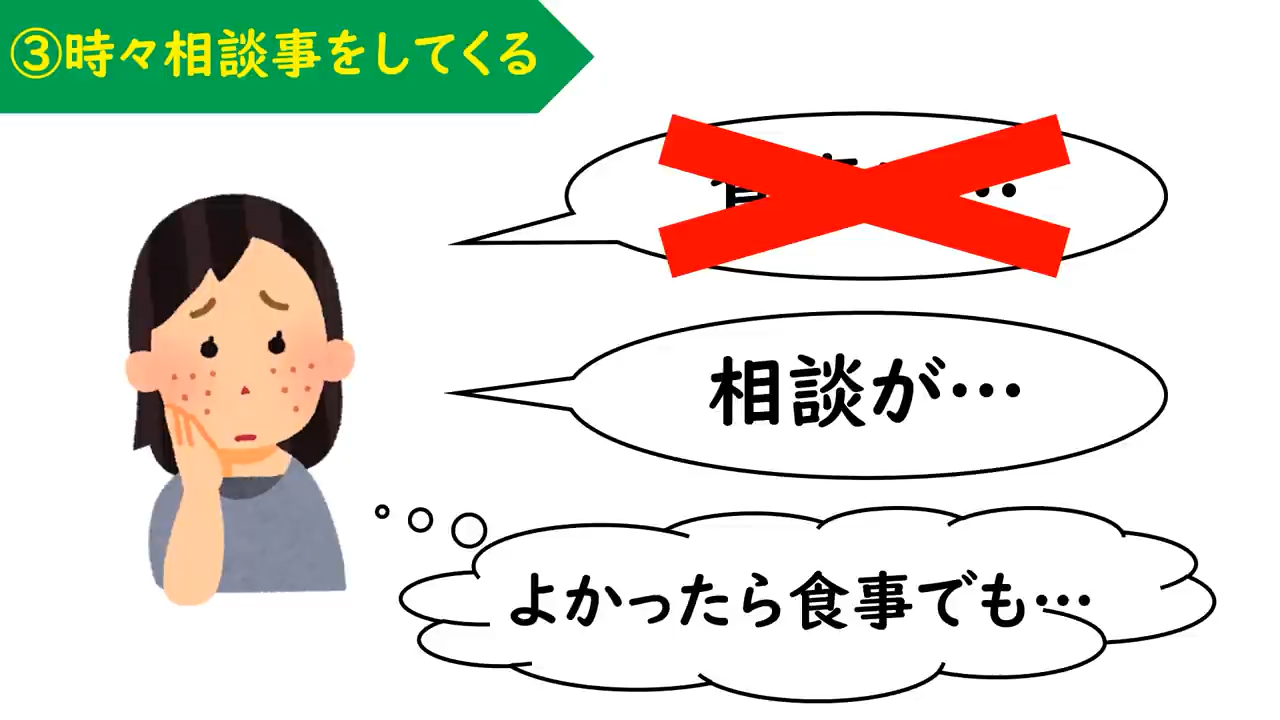 ③時々相談事をしてくる
相談が…
よかったら食事でも…